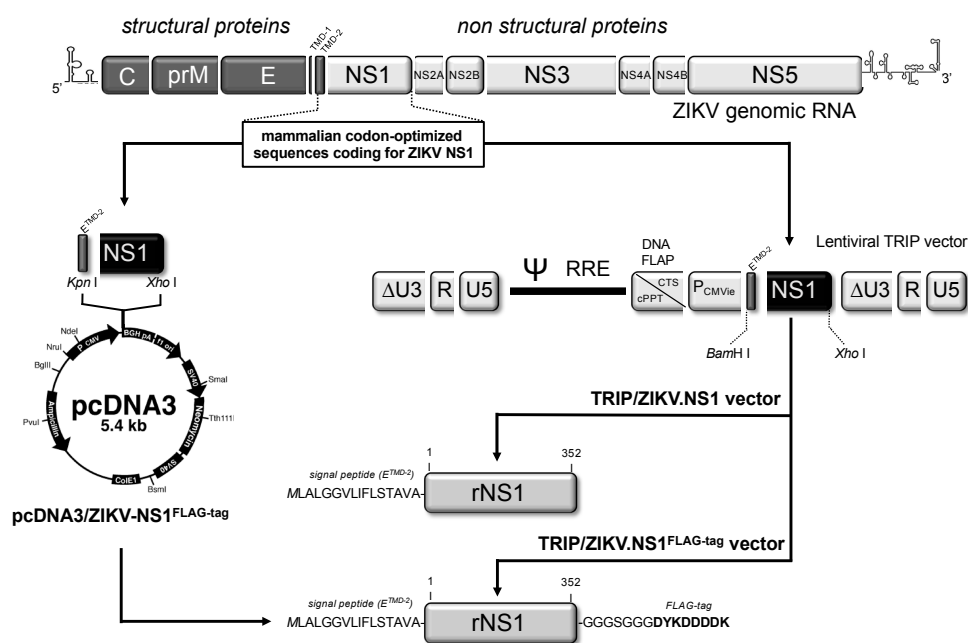 structural proteins
non structural proteins
TMD-1
TMD-2
C
prM
E
NS1
NS2A
NS2B
NS3
NS4A
NS4B
NS5
5'
3'
ZIKV genomic RNA
mammalian codon-optimized
sequences coding for ZIKV NS1
E^TMD-2
NS1
Kpn I
Xho I
Lentiviral TRIP vector
DNA
FLAP
E^TMD-2
ΔU3
R
U5
Ψ
RRE
CTS
cPPT
PCMVie
NS1
ΔU3
R
U5
BamH I
Xho I
P CMV
BGH pA
f1 ori
SV40
Neomycin
SV40
ColE1
Ampicillin
NdeI
NruI
BglII
PvuI
SmaI
Tth111I
BsmI
pcDNA3
5.4 kb
pcDNA3/ZIKV-NS1^FLAG-tag
TRIP/ZIKV.NS1 vector
1
352
signal peptide (E^TMD-2)
MLALGGVLIFLSTAVA-
rNS1
TRIP/ZIKV.NS1^FLAG-tag vector
1
352
signal peptide (E^TMD-2)
FLAG-tag
MLALGGVLIFLSTAVA-
rNS1
-GGGSGGGDYKDDDDK